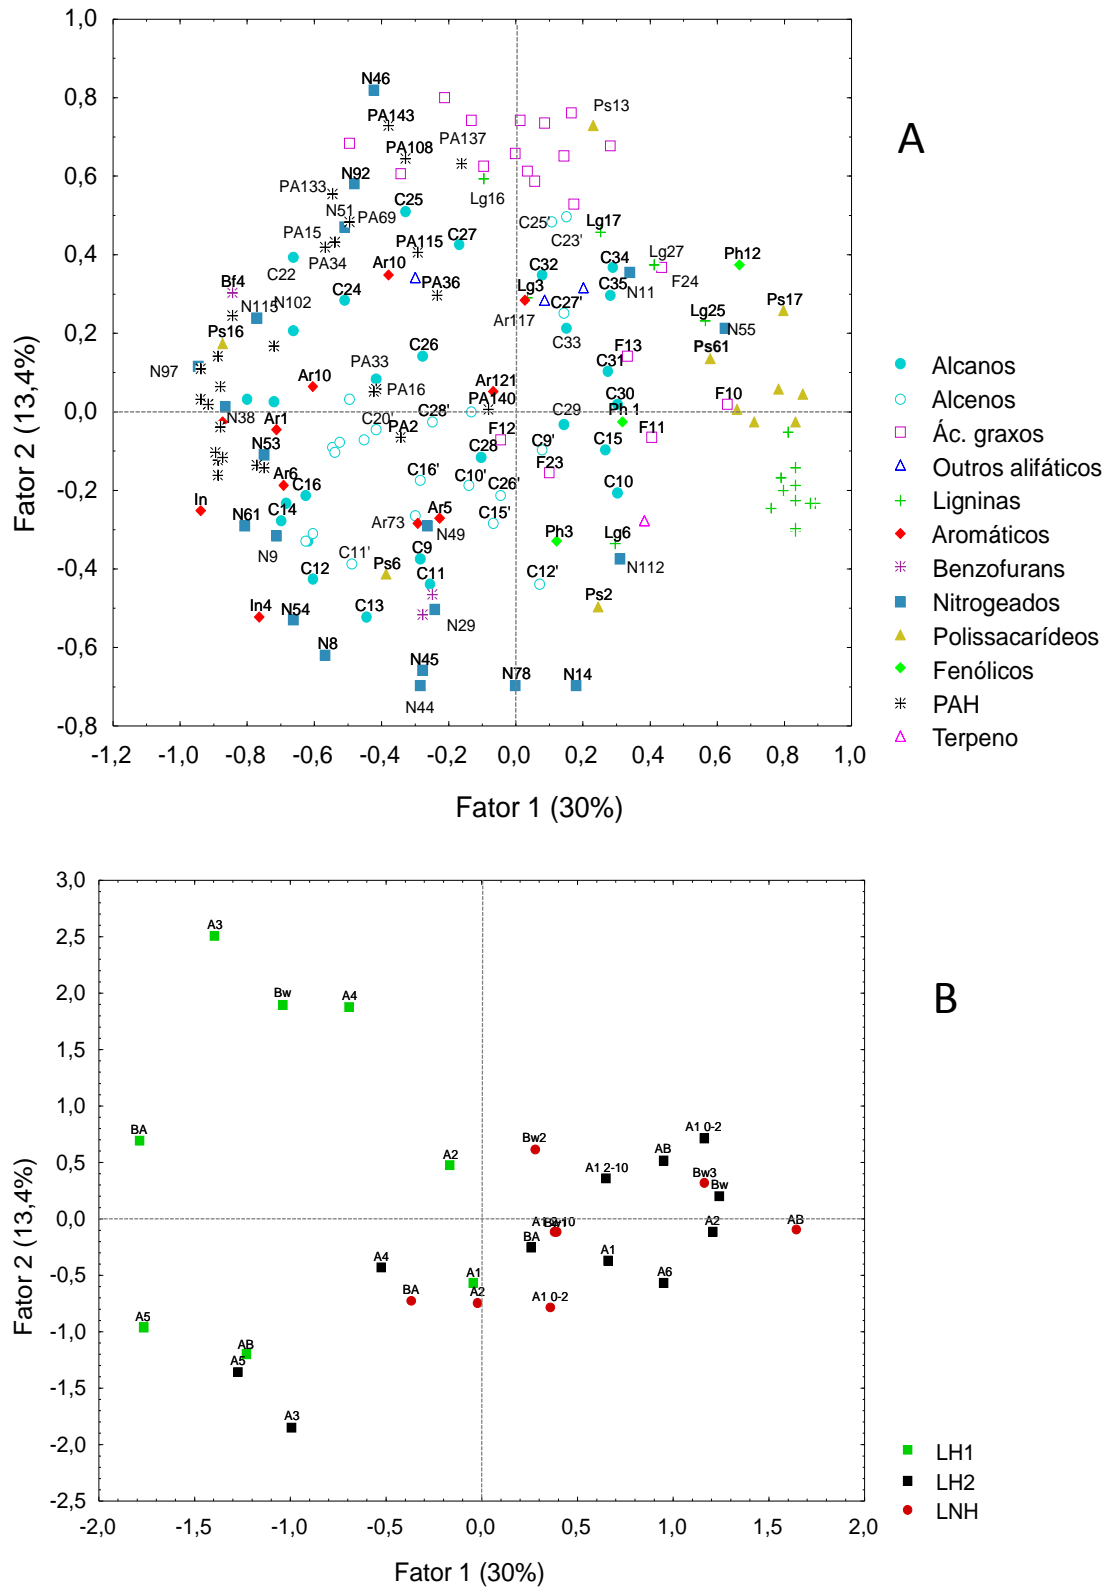 1,0
0,8
0,6
0,4
0,2
0,0
-0,2
-0,4
-0,6
-0,8
Fator 2 (13,4%)
N46
Ps13
PA143
PA137
PA108
N92
Lg16
PA133
C25
N51
PA69
C25'
C23'
Lg17
PA15
C27
PA34
PA115
Lg27
Ph12
C22
Ar10
C32
C34
F24
Bf4
C24
PA36
Lg3
C35
N11
N115
N102
Ar117
C27'
Lg25
Ps17
Ps16
C33
N55
C26
F13
Ps61
N97
PA33
C31
Ar10
PA16
Ar121
F10
PA140
C30
N38
Ar1
C20'
C28'
C29
Ph 1
PA2
F12
F11
N53
C28
C9'
C15
Ar6
C16
C16'
C10'
F23
C26'
C10
In
C14
N61
Ar73
Ar5
C15'
N9
N49
Ph3
Lg6
C11'
C9
N112
C12
Ps6
C11
C12'
Ps2
In4
N54
C13
N29
N8
N45
N44
N78
N14
-1,2
-1,0
-0,8
-0,6
-0,4
-0,2
0,0
0,2
0,4
0,6
0,8
1,0
Fator 1 (30%)
A
Alcanos
Alcenos
Ác. graxos
Outros alifáticos
Ligninas
Aromáticos
Benzofurans
Nitrogeados
Polissacarídeos
Fenólicos
PAH
Terpeno
3,0
2,5
2,0
1,5
1,0
0,5
0,0
-0,5
-1,0
-1,5
-2,0
-2,5
Fator 2 (13,4%)
A3
Bw
A4
BA
A2
Bw2
A1 0-2
AB
A1 2-10
Bw3
Bw
A1 2-10
Bw1
AB
A2
BA
A1
A4
A1
A6
BA
A2
A1 0-2
A5
AB
A5
A3
-2,0
-1,5
-1,0
-0,5
0,0
0,5
1,0
1,5
2,0
Fator 1 (30%)
B
LH1
LH2
LNH